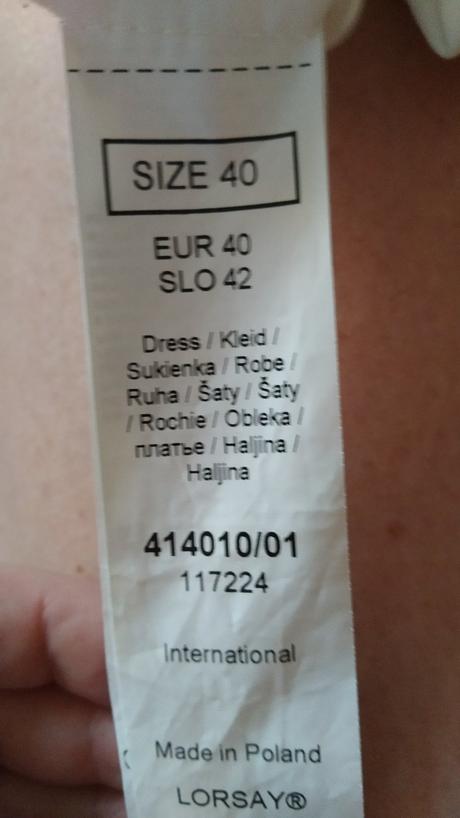 SIZE 40
EUR 40
SLO 42
Dress / Kleid /
Sukienka / Robe /
Ruha / Šaty / Šaty
/ Rochie / Obleka /
платье / Haljina /
Haljina
414010/01
117224
International
Made in Poland
LORSAY®